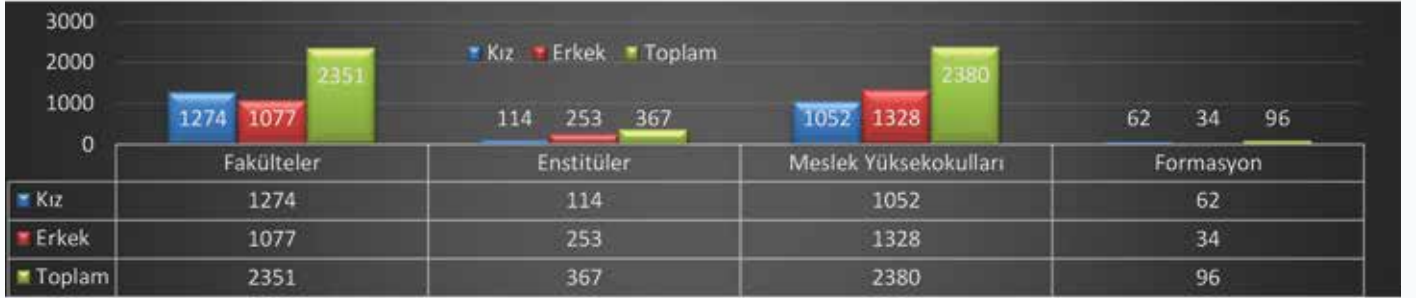 3000
2000
1000
0
Kız Erkek Toplam
1274 1077 2351
114 253 367
1052 1328 2380
62 34 96
Fakülteler Enstitüler Meslek Yüksekokulları Formasyon
Kız 1274 114 1052 62
Erkek 1077 253 1328 34
Toplam 2351 367 2380 96